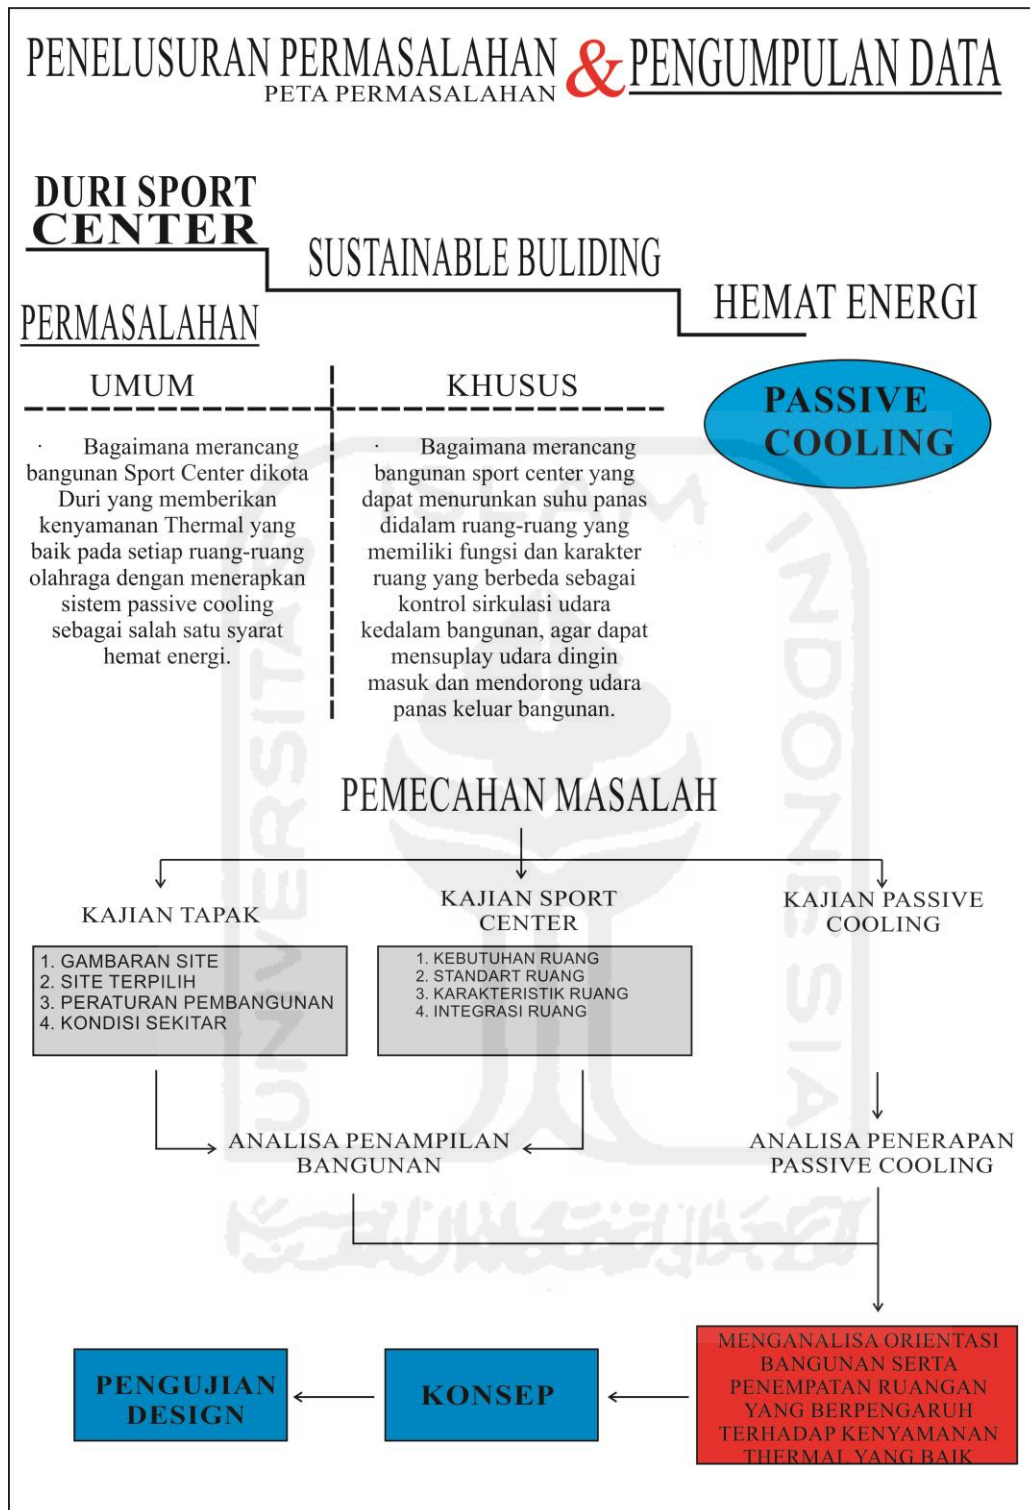 PENELUSURAN PERMASALAHAN & PENGUMPULAN DATA
PETA PERMASALAHAN
DURI SPORT
CENTER
SUSTAINABLE BULIDING
HEMAT ENERGI
PERMASALAHAN
UMUM
· Bagaimana merancang
bangunan Sport Center dikota
Duri yang memberikan
kenyamanan Thermal yang
baik pada setiap ruang-ruang
olahraga dengan menerapkan
sistem passive cooling
sebagai salah satu syarat
hemat energi.
KHUSUS
· Bagaimana merancang
bangunan sport center yang
dapat menurunkan suhu panas
didalam ruang-ruang yang
memiliki fungsi dan karakter
ruang yang berbeda sebagai
kontrol sirkulasi udara
kedalam bangunan, agar dapat
mensuplay udara dingin
masuk dan mendorong udara
panas keluar bangunan.
PASSIVE
COOLING
PEMECAHAN MASALAH
KAJIAN TAPAK
1. GAMBARAN SITE
2. SITE TERPILIH
3. PERATURAN PEMBANGUNAN
4. KONDISI SEKITAR
KAJIAN SPORT
CENTER
1. KEBUTUHAN RUANG
2. STANDART RUANG
3. KARAKTERISTIK RUANG
4. INTEGRASI RUANG
KAJIAN PASSIVE
COOLING
ANALISA PENAMPILAN
BANGUNAN
ANALISA PENERAPAN
PASSIVE COOLING
MENGANALISA ORIENTASI
BANGUNAN SERTA
PENEMPATAN RUANGAN
YANG BERPENGARUH
TERHADAP KENYAMANAN
THERMAL YANG BAIK
KONSEP
PENGUJIAN
DESIGN
UNIVERSITAS
ISLAM
INDONESIA